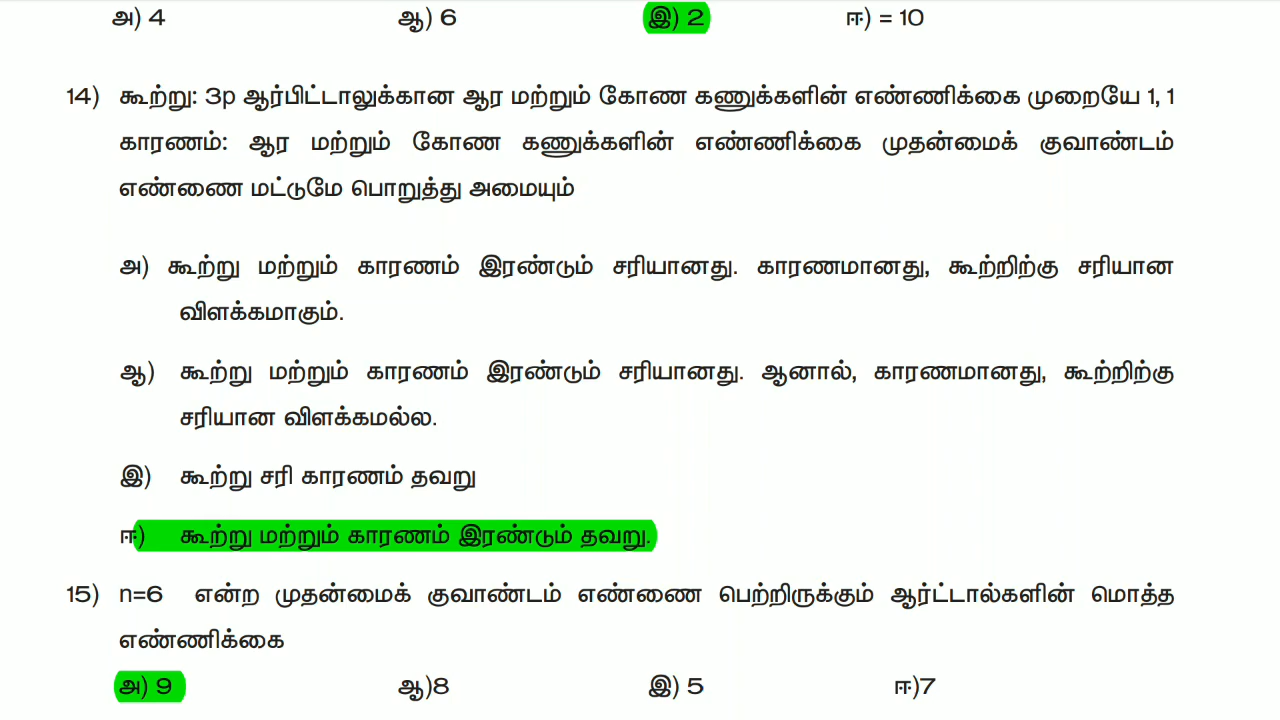 அ) 4 ஆ) 6 இ) 2 ஈ) = 10
14) கூற்று: 3p ஆர்பிட்டாலுக்கான ஆர மற்றும் கோண கணுக்களின் எண்ணிக்கை முறையே 1, 1
காரணம்: ஆர மற்றும் கோண கணுக்களின் எண்ணிக்கை முதன்மைக் குவாண்டம்
எண்ணை மட்டுமே பொறுத்து அமையும்
அ) கூற்று மற்றும் காரணம் இரண்டும் சரியானது. காரணமானது, கூற்றிற்கு சரியான
விளக்கமாகும்.
ஆ) கூற்று மற்றும் காரணம் இரண்டும் சரியானது. ஆனால், காரணமானது, கூற்றிற்கு
சரியான விளக்கமல்ல.
இ) கூற்று சரி காரணம் தவறு
ஈ) கூற்று மற்றும் காரணம் இரண்டும் தவறு.
15) n=6 என்ற முதன்மைக் குவாண்டம் எண்ணை பெற்றிருக்கும் ஆர்ட்டால்களின் மொத்த
எண்ணிக்கை
அ) 9 ஆ)8 இ) 5 ஈ)7